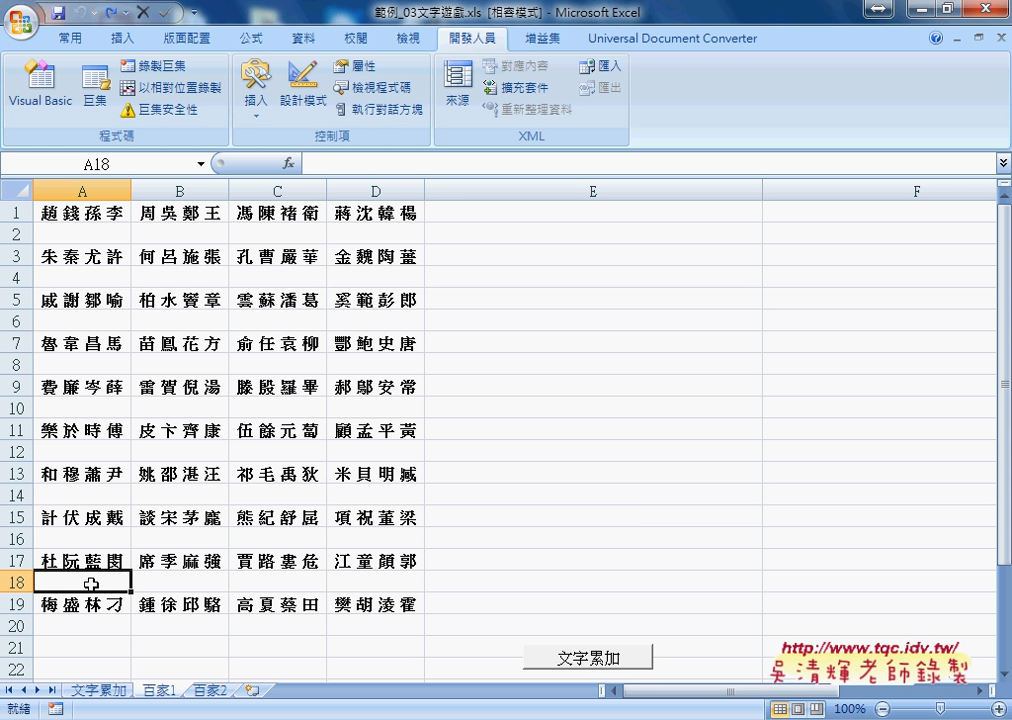 範例_03文字遊戲.xls [相容模式] - Microsoft Excel
常用 插入 版面配置 公式 資料 校閱 檢視 開發人員 增益集 Universal Document Converter
Visual Basic 巨集 錄製巨集 以相對位置錄製 巨集安全性 插入 設計模式 屬性 檢視程式碼 執行對話方塊 來源 對應內容 擴充套件 重新整理資料 匯入 匯出
程式碼 控制項 XML
A18 fx
A B C D E F
1 趙錢孫李 周吳鄭王 馮陳褚衛 蔣沈韓楊
2
3 朱秦尤許 何呂施張 孔曹嚴華 金魏陶薑
4
5 戚謝鄒喻 柏水竇章 雲蘇潘葛 奚範彭郎
6
7 魯韋昌馬 苗鳳花方 俞任袁柳 酆鮑史唐
8
9 費廉岑薛 雷賀倪湯 滕殷羅畢 郝鄔安常
10
11 樂於時傅 皮卞齊康 伍餘元蔔 顧孟平黃
12
13 和穆蕭尹 姚邵湛汪 祁毛禹狄 米貝明臧
14
15 計伏成戴 談宋茅龐 熊紀舒屈 項祝董梁
16
17 杜阮藍閔 席季麻強 賈路婁危 江童顏郭
18
19 梅盛林刁 鍾徐邱駱 高夏蔡田 樊胡淩霍
20
21
22
文字累加
http://www.tqc.idv.tw/
吳清輝老師錄製
文字累加 百家1 百家2
就緒 100%